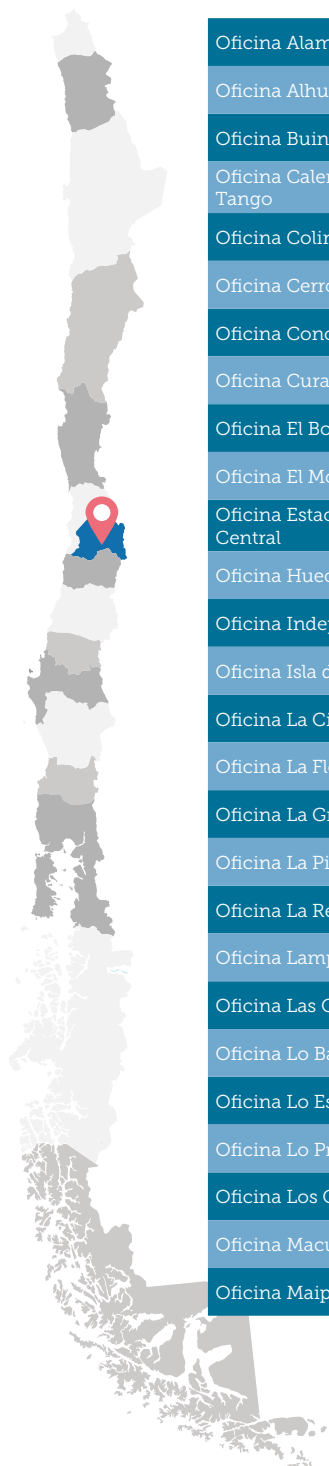 Oficina Alam
Oficina Alhu
Oficina Buin
Oficina Caler
Tango
Oficina Colin
Oficina Cerro
Oficina Conc
Oficina Cura
Oficina El Bo
Oficina El Mo
Oficina Estac
Central
Oficina Huec
Oficina Inde
Oficina Isla d
Oficina La Ci
Oficina La Fl
Oficina La Gr
Oficina La Pi
Oficina La Re
Oficina Lamp
Oficina Las C
Oficina Lo Ba
Oficina Lo Es
Oficina Lo Pr
Oficina Los C
Oficina Macu
Oficina Maip